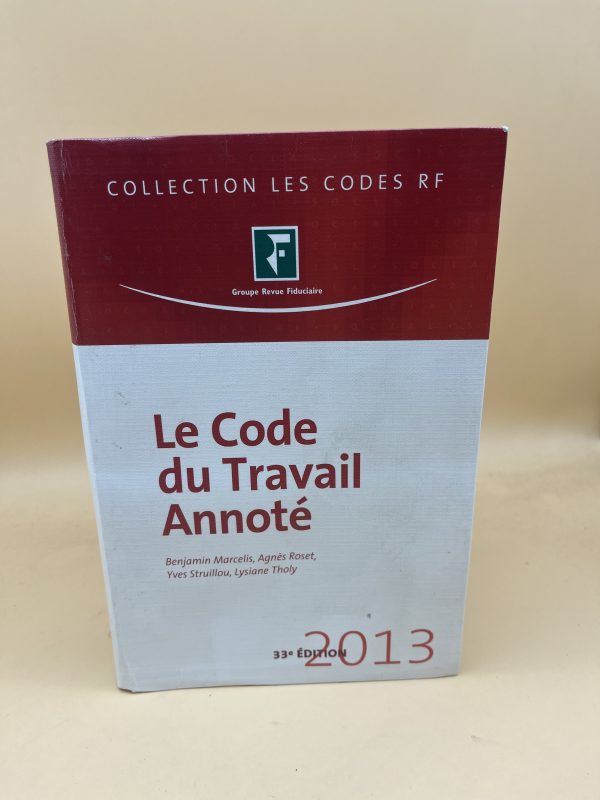 COLLECTION LES CODES RF
RF
Groupe Revue Fiduciaire
Le Code
du Travail
Annoté
Benjamin Marcelis, Agnès Roset,
Yves Struillou, Lysiane Tholy
33e ÉDITION 2013